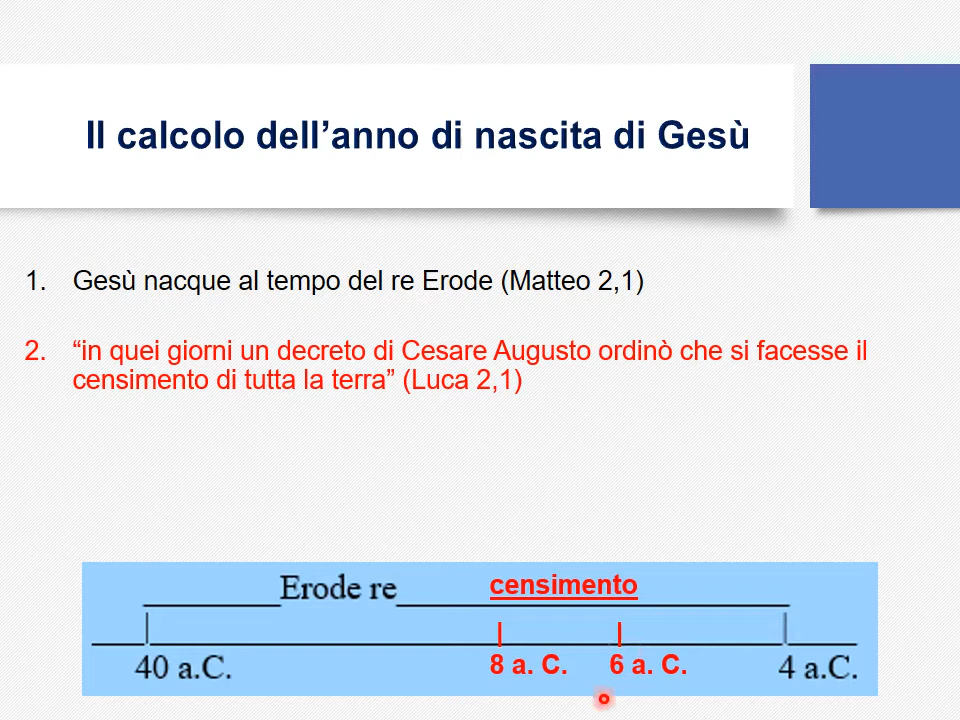 Il calcolo dell’anno di nascita di Gesù
1. Gesù nacque al tempo del re Erode (Matteo 2,1)
2. “in quei giorni un decreto di Cesare Augusto ordinò che si facesse il
censimento di tutta la terra” (Luca 2,1)
Erode re censimento
40 a.C. 8 a. C. 6 a. C. 4 a.C.